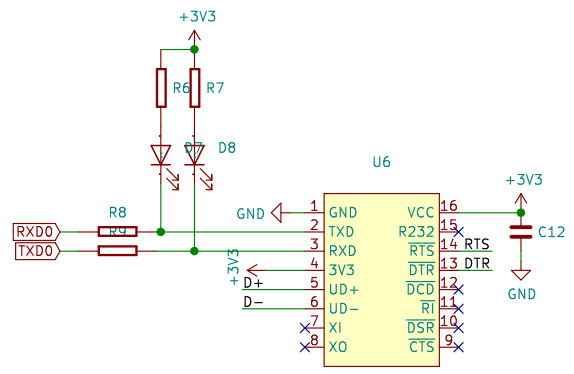 +3V3
R6 R7
D7 D8
U6
+3V3
R8
RXD0
R9
TXD0
GND
1 GND VCC 16
2 TXD R232 15
3 RXD RTS 14 RTS
+3V3
4 3V3 DTR 13 DTR
D+ 5 UD+ DCD 12
D- 6 UD- RI 11
7 XI DSR 10
8 XO CTS 9
C12
GND